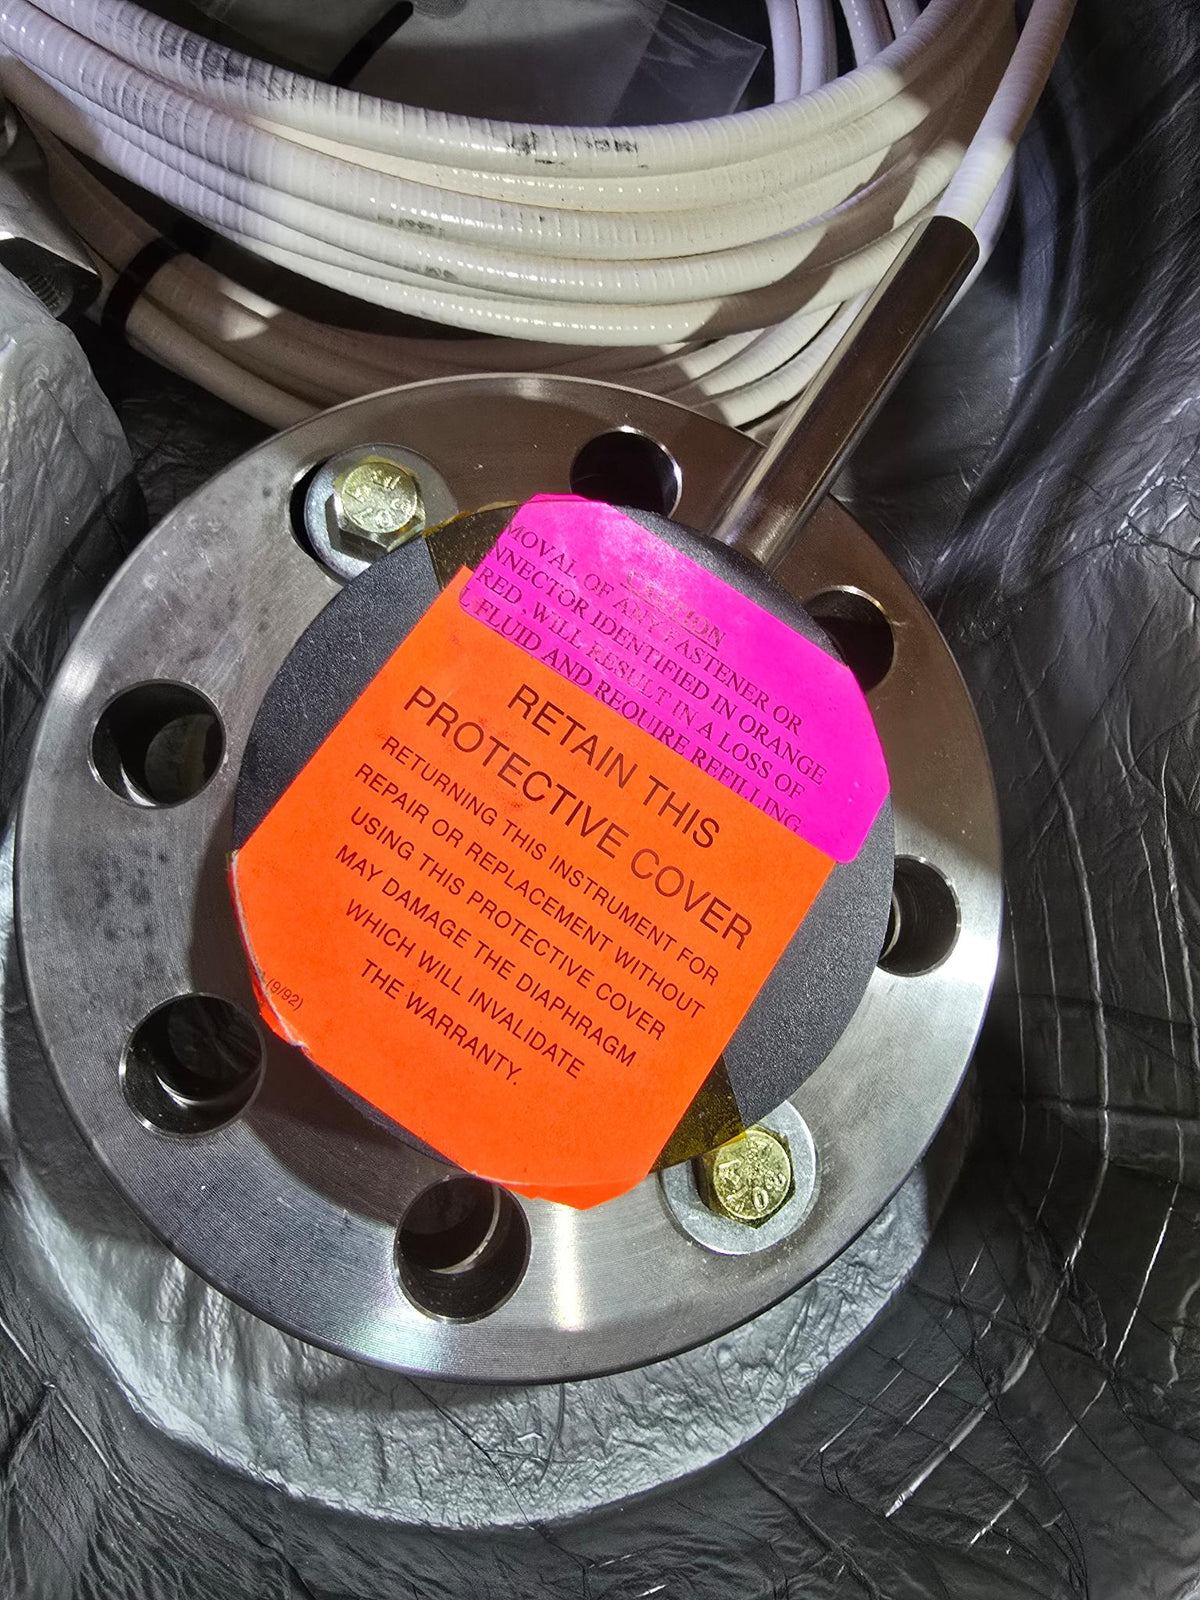 MOVAL OF ANY FASTENER OR
NNECTOR IDENTIFIED IN ORANGE
RED, WILL RESULT IN A LOSS OF
L FLUID AND REQUIRE REFILLING
RETAIN THIS
PROTECTIVE COVER
RETURNING THIS INSTRUMENT FOR
REPAIR OR REPLACEMENT WITHOUT
USING THIS PROTECTIVE COVER
MAY DAMAGE THE DIAPHRAGM
WHICH WILL INVALIDATE
THE WARRANTY.
(9/92)